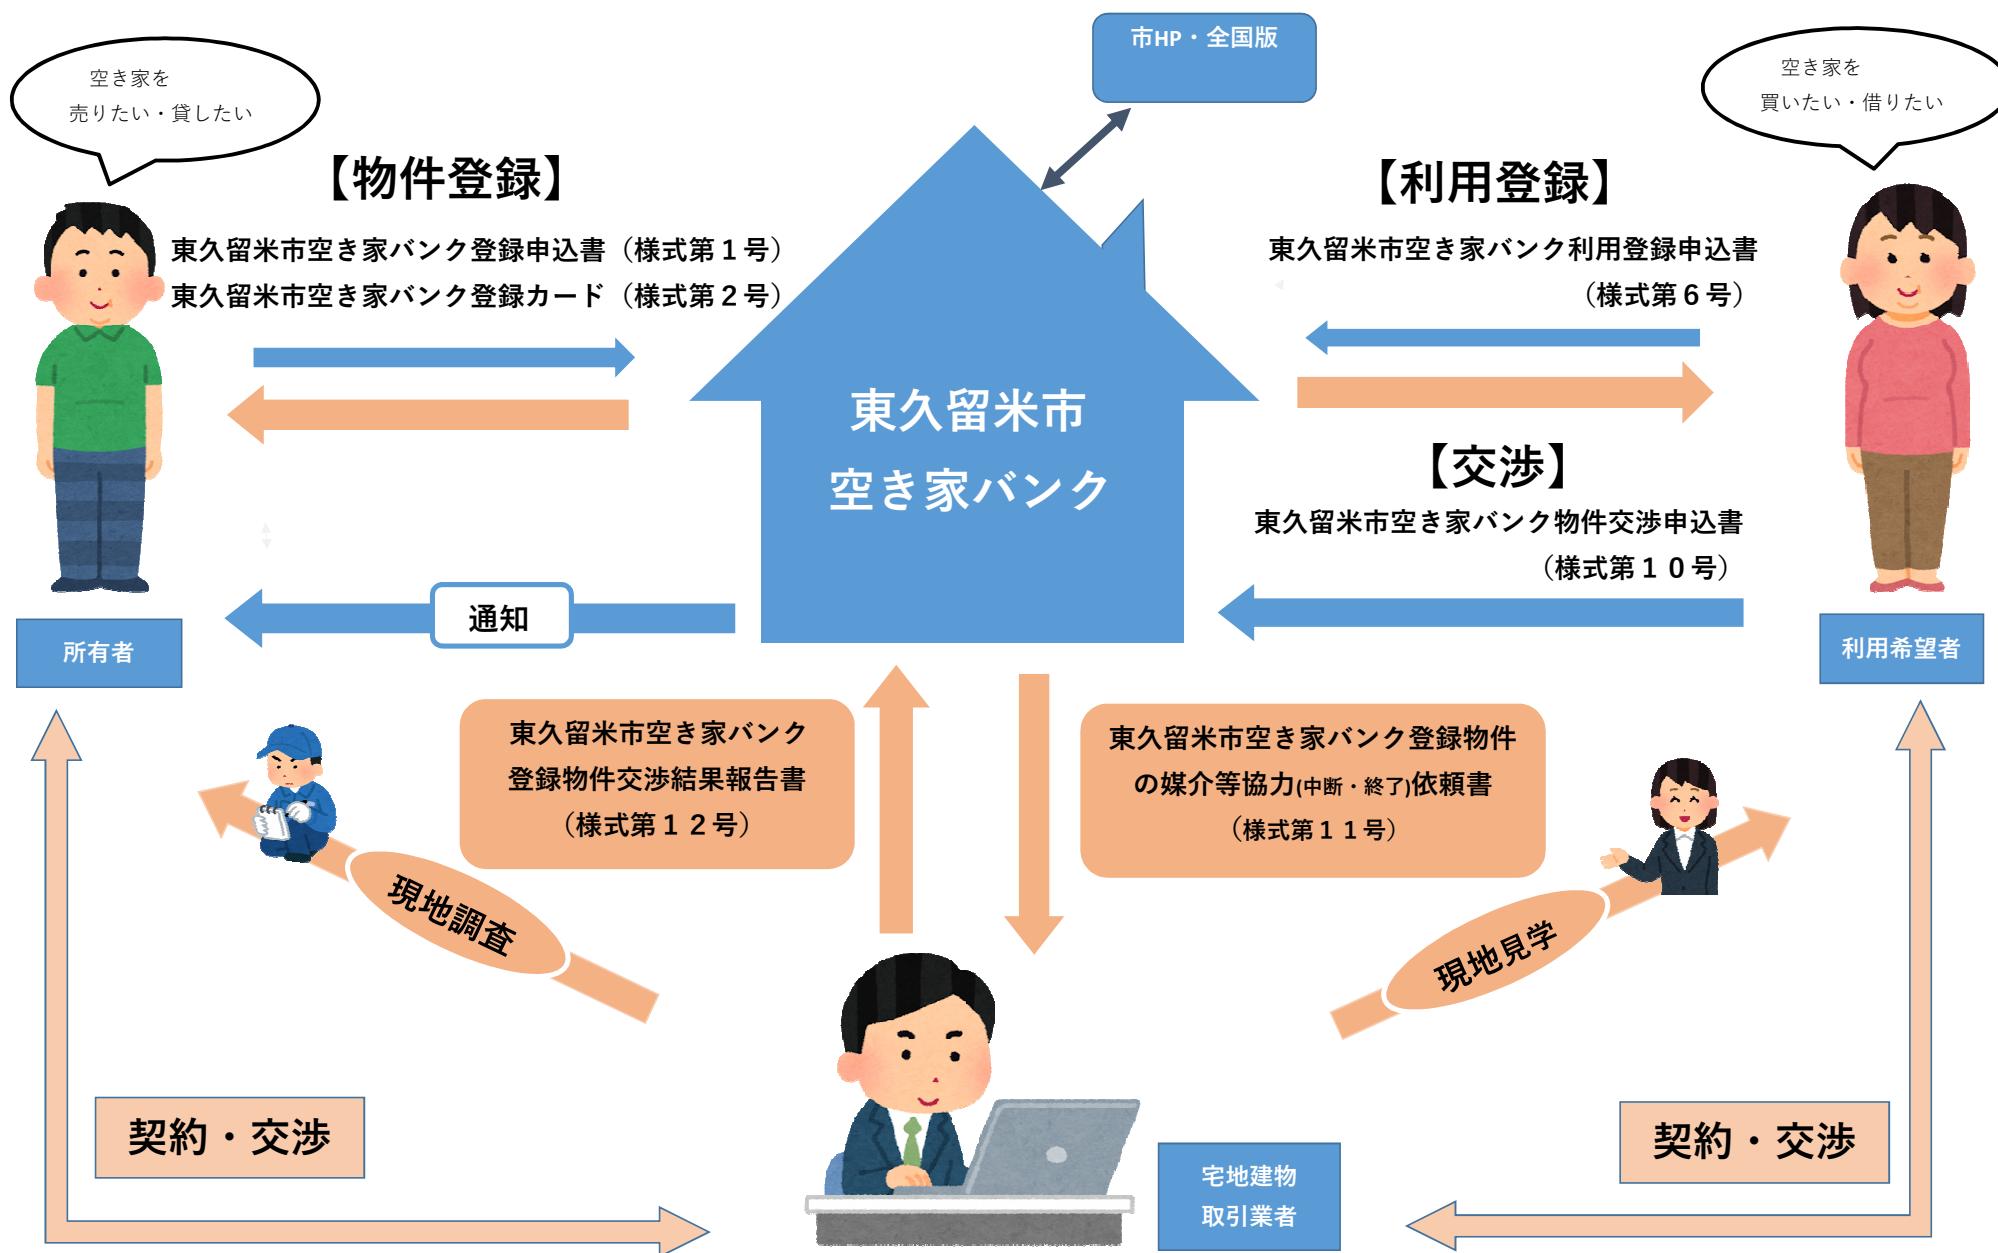 市HP・全国版
空き家を
売りたい・貸したい
空き家を
買いたい・借りたい
【物件登録】
東久留米市空き家バンク登録申込書（様式第１号）
東久留米市空き家バンク登録カード（様式第２号）
【利用登録】
東久留米市空き家バンク利用登録申込書
（様式第６号）
東久留米市
空き家バンク
【交渉】
東久留米市空き家バンク物件交渉申込書
（様式第１０号）
通知
所有者
利用希望者
東久留米市空き家バンク
登録物件交渉結果報告書
（様式第１２号）
東久留米市空き家バンク登録物件
の媒介等協力(中断・終了)依頼書
（様式第１１号）
現地調査
現地見学
契約・交渉
契約・交渉
宅地建物
取引業者